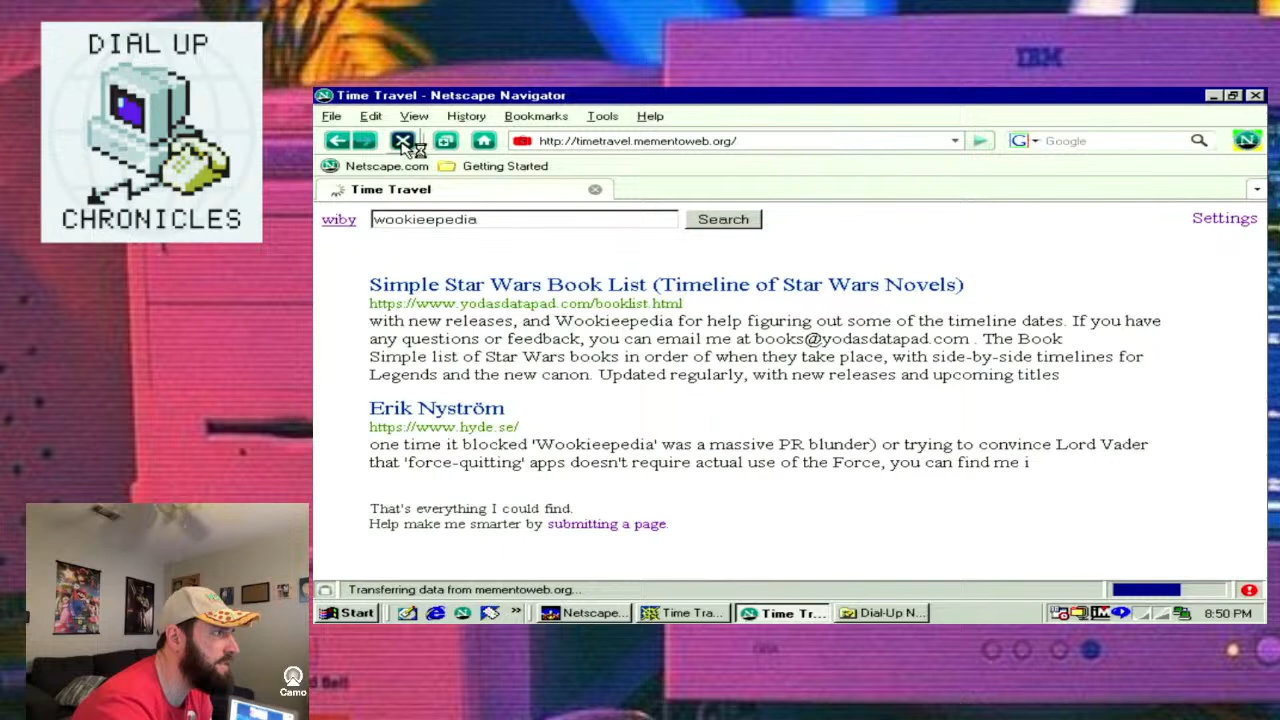 DIAL UP
CHRONICLES
IBM
Time Travel - Netscape Navigator
File Edit View History Bookmarks Tools Help
http://timetravel.mementoweb.org/
G Google
Netscape.com Getting Started
Time Travel
wiby wookieepedia Search Settings
Simple Star Wars Book List (Timeline of Star Wars Novels)
https://www.yodasdatapad.com/booklist.html
with new releases, and Wookieepedia for help figuring out some of the timeline dates. If you have
any questions or feedback, you can email me at books@yodasdatapad.com . The Book
Simple list of Star Wars books in order of when they take place, with side-by-side timelines for
Legends and the new canon. Updated regularly, with new releases and upcoming titles
Erik Nyström
https://www.hyde.se/
one time it blocked 'Wookieepedia' was a massive PR blunder) or trying to convince Lord Vader
that 'force-quitting' apps doesn't require actual use of the Force, you can find me i
That's everything I could find.
Help make me smarter by submitting a page.
Transferring data from mementoweb.org...
Start Netscape... Time Tra... Time Tr... Dial-Up N... 8:50 PM
Camo